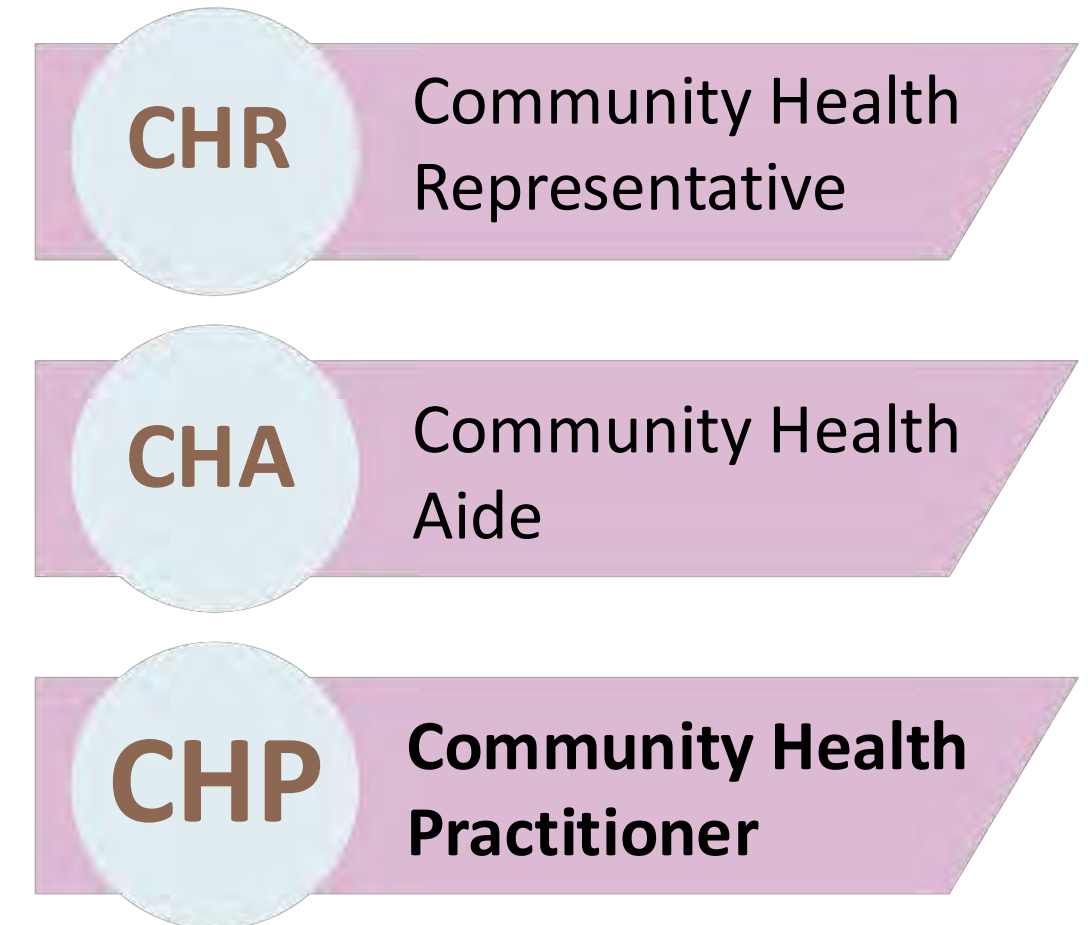 CHR
Community Health
Representative
CHA
Community Health
Aide
CHP
Community Health
Practitioner